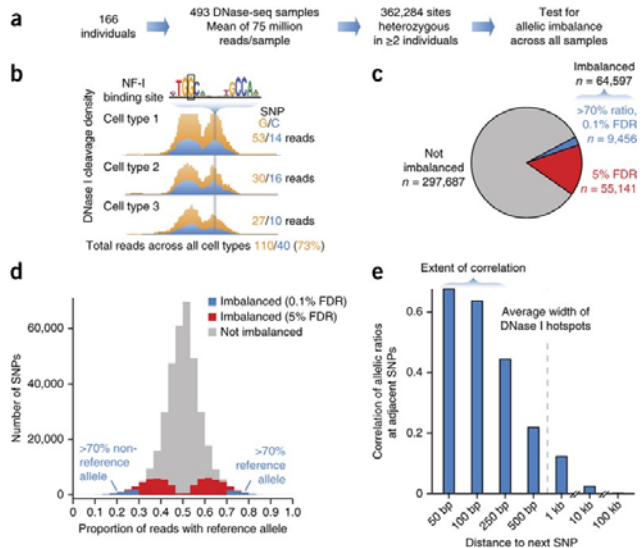 a
166
individuals
493 DNase-seq samples
Mean of 75 million
reads/sample
362,284 sites
heterozygous
in ≥2 individuals
Test for
allelic imbalance
across all samples
b
NF-I
binding site
DNase I cleavage density
SNP
G/C
Cell type 1
53/14 reads
Cell type 2
30/16 reads
Cell type 3
27/10 reads
Total reads across all cell types 110/40 (73%)
c
Imbalanced
n = 64,597
>70% ratio,
0.1% FDR
n = 9,456
Not
imbalanced
n = 297,687
5% FDR
n = 55,141
d
Imbalanced (0.1% FDR)
Imbalanced (5% FDR)
Not imbalanced
Number of SNPs
60,000
40,000
20,000
0
>70% non-
reference
allele
>70%
reference
allele
0 0.1 0.2 0.3 0.4 0.5 0.6 0.7 0.8 0.9 1.0
Proportion of reads with reference allele
e
Extent of correlation
Average width of
DNase I hotspots
Correlation of allelic ratios
at adjacent SNPs
0.6
0.4
0.2
0
50 bp
100 bp
250 bp
500 bp
1 kb
10 kb
100 kb
Distance to next SNP